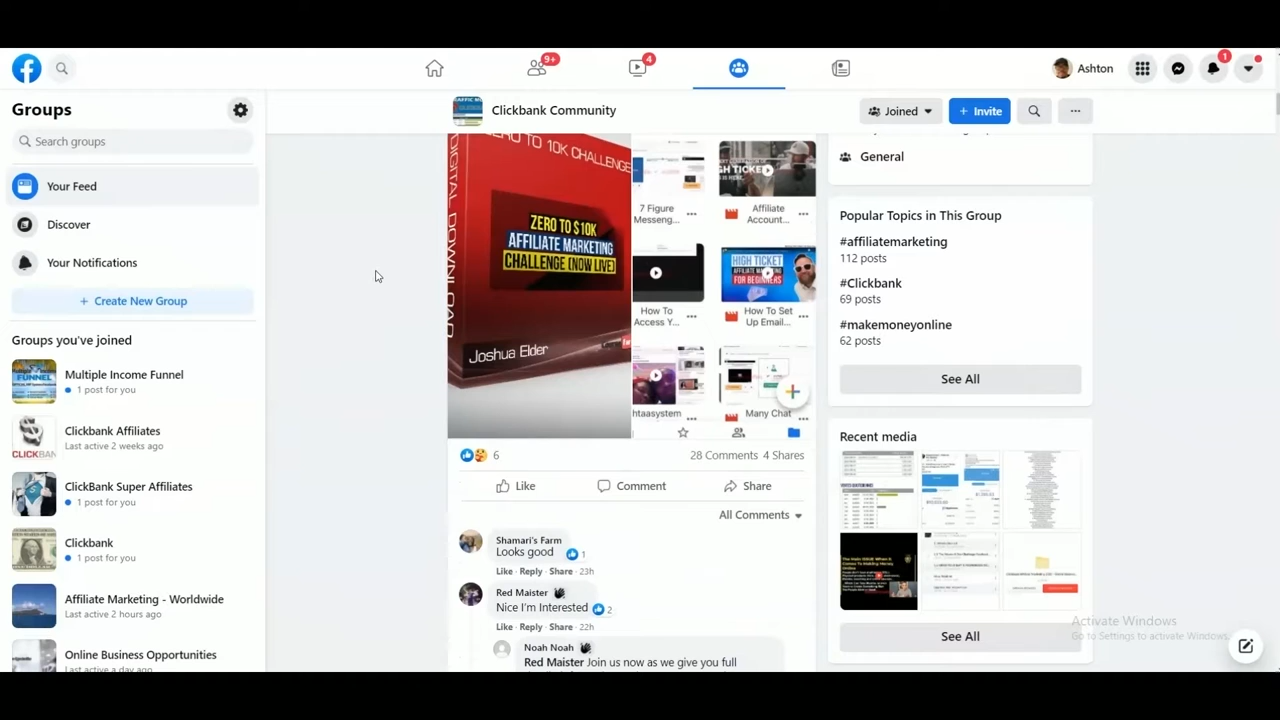 9+
4
Ashton
1
Groups
Search groups
Your Feed
Discover
Your Notifications
+ Create New Group
Groups you've joined
Multiple Income Funnel
1 post for you
Clickbank Affiliates
Last active 2 weeks ago
ClickBank Super Affiliates
1 post for you
Clickbank
1 post for you
Affiliate Marketing - Worldwide
Last active 2 hours ago
Online Business Opportunities
Last active a day ago
FUNNEL
CLICKBAN
Clickbank Community
Joined
+ Invite
ZERO TO 10K CHALLENGE
DIGITAL DOWNLOAD
ZERO TO $10K
AFFILIATE MARKETING
CHALLENGE (NOW LIVE)
Joshua Elder
7 Figure
Messeng...
Affiliate
Account...
HIGH TICKET
AFFILIATE MARKETING
FOR BEGINNERS
How To
Access Y...
How To Set
Up Email...
htaasystem
Many Chat
6
28 Comments 4 Shares
Like
Comment
Share
All Comments
Shamari's Farm
Looks good
1
Like · Reply · Share · 23h
Red Maister
Nice I'm Interested
2
Like · Reply · Share · 22h
Noah Noah
Red Maister Join us now as we give you full
General
Popular Topics in This Group
#affiliatemarketing
112 posts
#Clickbank
69 posts
#makemoneyonline
62 posts
See All
Recent media
See All
Activate Windows
Go to Settings to activate Windows.